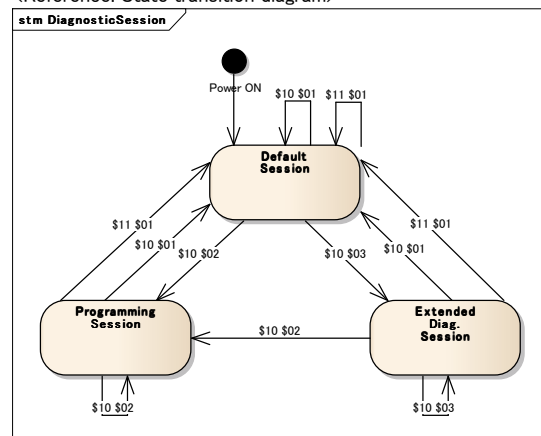 (Reference: State transition diagram)
stm DiagnosticSession
Power ON
$10 $01
$11 $01
Default
Session
$11 $01
$10 $01
$10 $02
$10 $03
$10 $01
$11 $01
Programming
Session
$10 $02
Extended
Diag.
Session
$10 $02
$10 $03